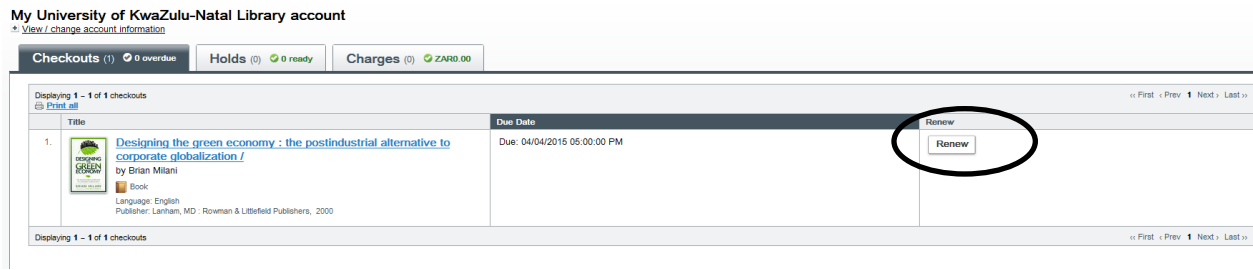 My University of KwaZulu-Natal Library account
View / change account information
Checkouts (1) 0 overdue Holds (0) 0 ready Charges (0) ZAR0.00
Displaying 1 – 1 of 1 checkouts ‹‹ First ‹ Prev 1 Next › Last ››
Print all
Title Due Date Renew
1. Designing the green economy : the postindustrial alternative to Due: 04/04/2015 05:00:00 PM Renew
corporate globalization /
by Brian Milani
Book
Language: English
Publisher: Lanham, MD : Rowman & Littlefield Publishers, 2000
DESIGNING
GREEN
ECONOMY
Displaying 1 – 1 of 1 checkouts ‹‹ First ‹ Prev 1 Next › Last ››